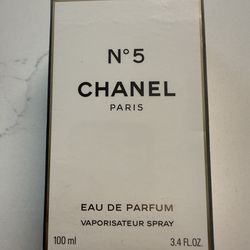 N°5
CHANEL
PARIS
EAU DE PARFUM
VAPORISATEUR SPRAY
100 ml 3.4 FL.OZ.